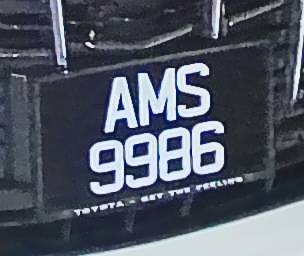 AMS
9986
TOYOTA - GET THE FEELING